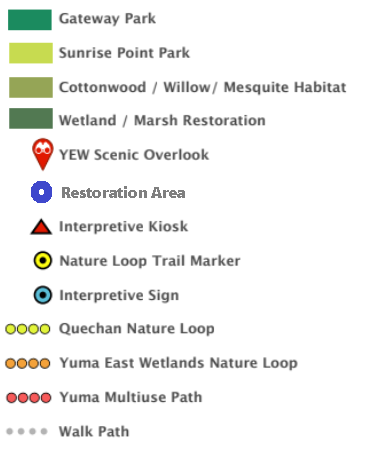 Gateway Park
Sunrise Point Park
Cottonwood / Willow/ Mesquite Habitat
Wetland / Marsh Restoration
YEW Scenic Overlook
Restoration Area
Interpretive Kiosk
Nature Loop Trail Marker
Interpretive Sign
Quechan Nature Loop
Yuma East Wetlands Nature Loop
Yuma Multiuse Path
Walk Path